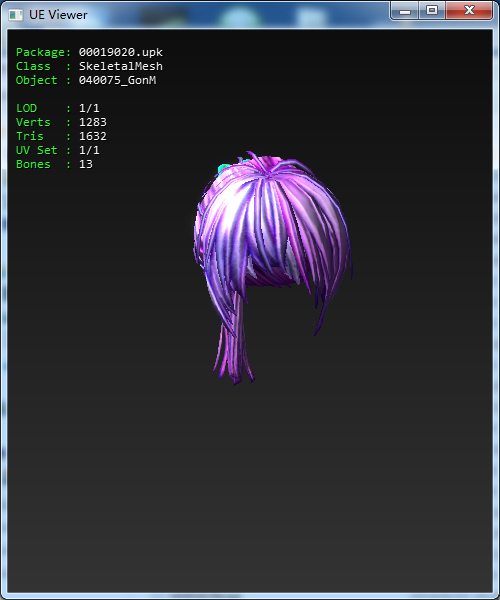 UE Viewer
Package: 00019020.upk
Class : SkeletalMesh
Object : 040075_GonM
LOD : 1/1
Verts : 1283
Tris : 1632
UV Set : 1/1
Bones : 13